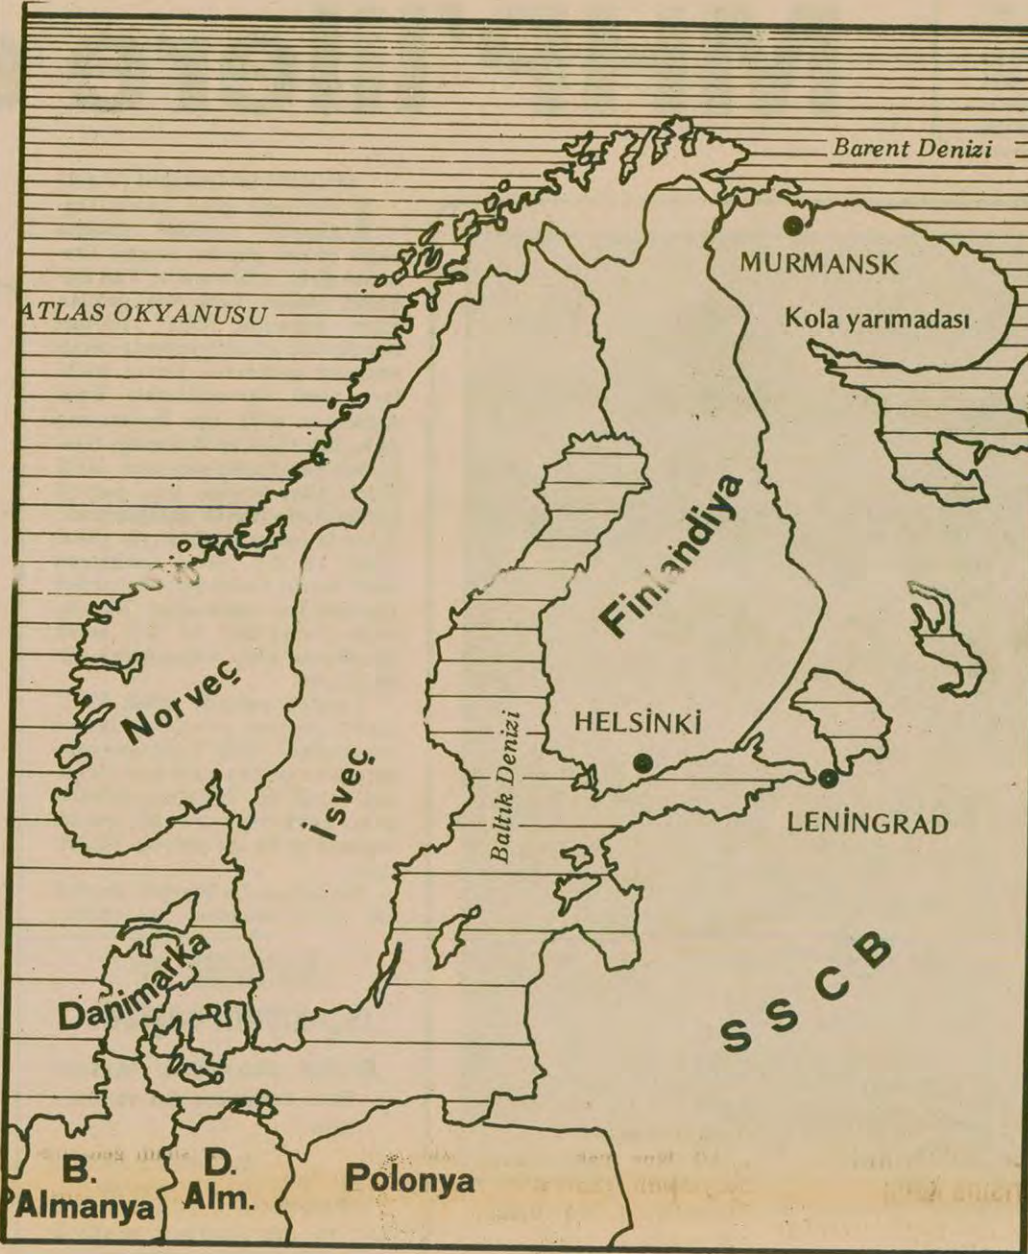 Barent Denizi
MURMANSK
ATLAS OKYANUSU
Kola yarımadası
Finlandiya
Norveç
HELSİNKİ
İsveç
Baltık Denizi
LENİNGRAD
Danimarka
S S C B
B.
Almanya
D.
Alm.
Polonya